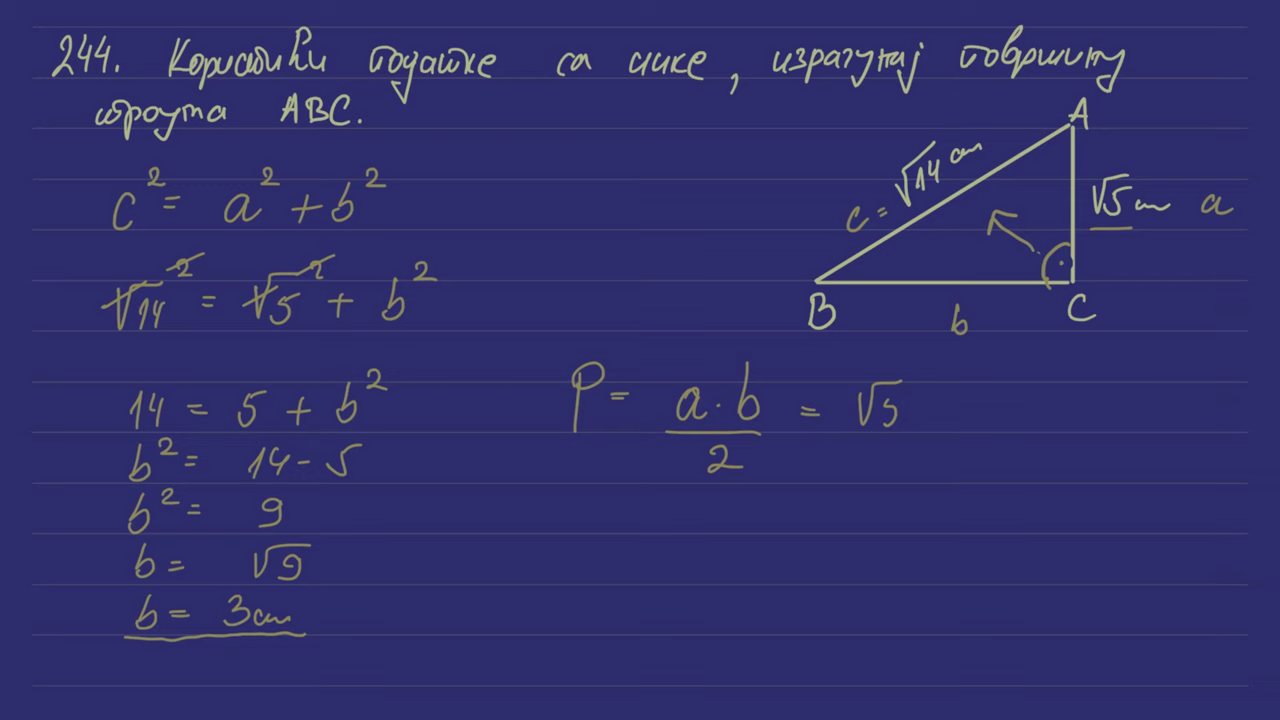 244. Користећи податке са слике, израчунај површину
троугла ABC.
A
c = √14 cm
√5 cm a
B
b
C
c² = a² + b²
√14² = √5² + b²
14 = 5 + b²
b² = 14 - 5
b² = 9
b = √9
b = 3cm
P = a · b / 2 = √5